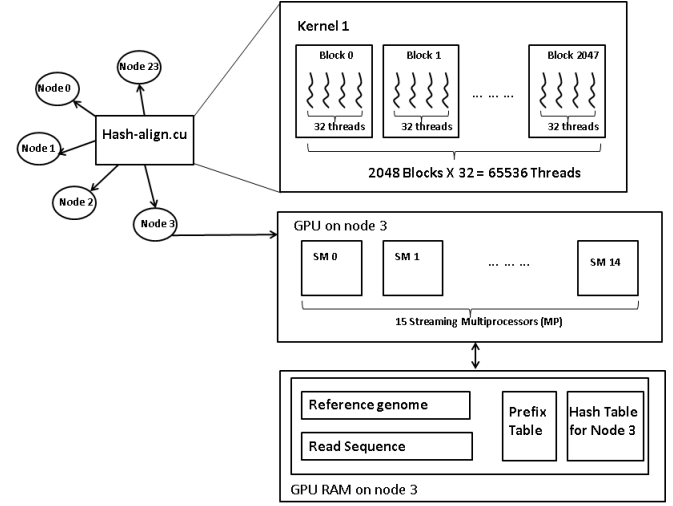 Kernel 1
Block 0
Block 1
Block 2047
... ... ...
32 threads
32 threads
32 threads
2048 Blocks X 32 = 65536 Threads
Node 23
Node 0
Hash-align.cu
Node 1
Node 2
Node 3
GPU on node 3
SM 0
SM 1
... ... ...
SM 14
15 Streaming Multiprocessors (MP)
Reference genome
Read Sequence
Prefix
Table
Hash Table
for Node 3
GPU RAM on node 3